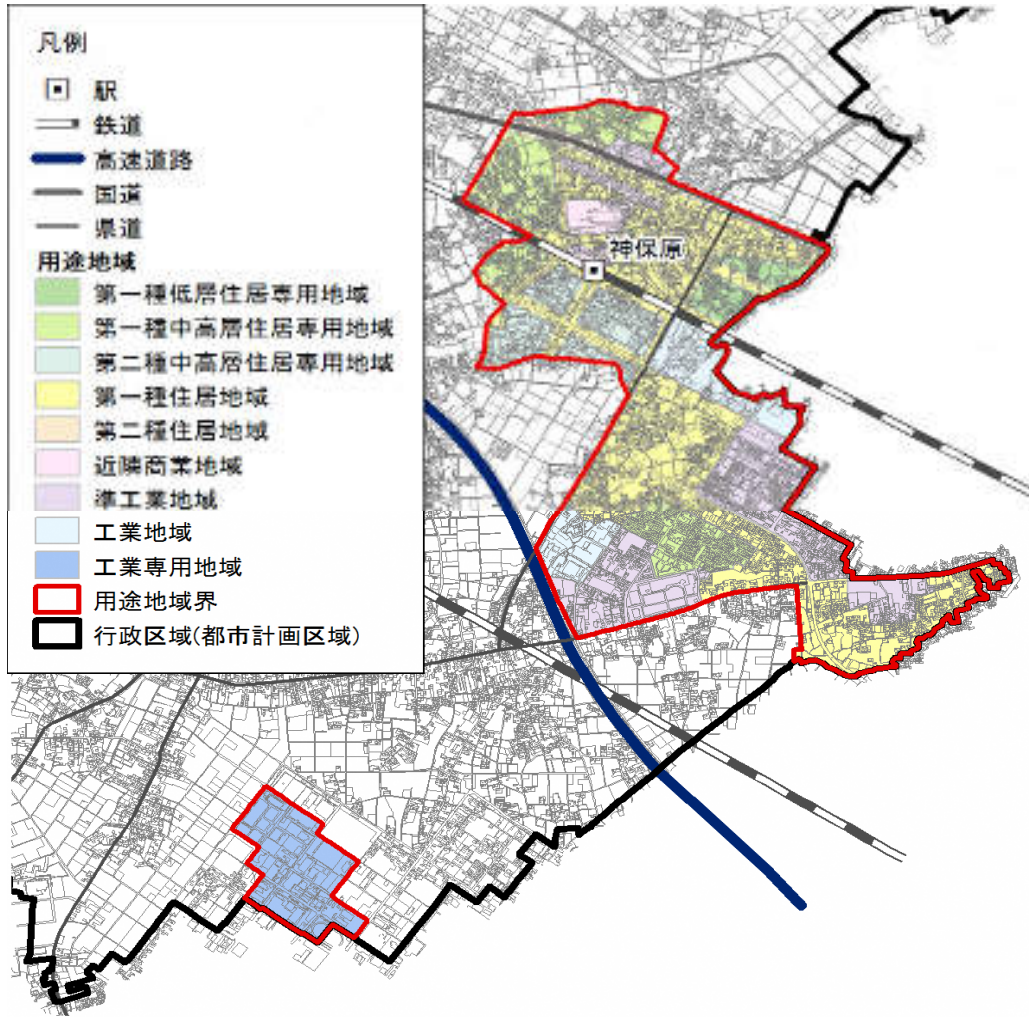 凡例
駅
鉄道
高速道路
国道
県道
用途地域
第一種低層住居専用地域
第一種中高層住居専用地域
第二種中高層住居専用地域
第一種住居地域
第二種住居地域
近隣商業地域
準工業地域
工業地域
工業専用地域
用途地域界
行政区域(都市計画区域)
神保原